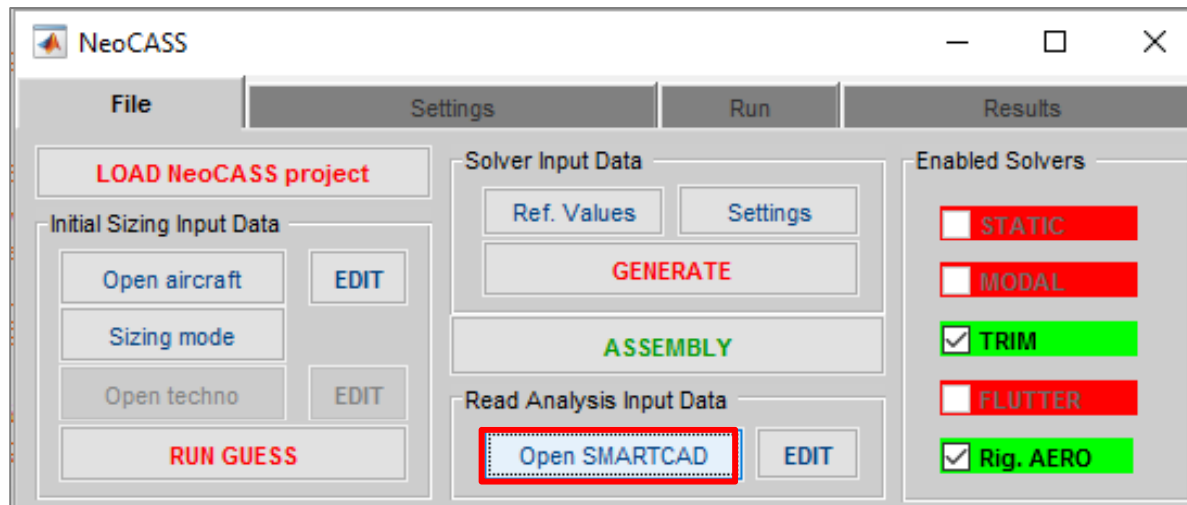 NeoCASS
File
Settings
Run
Results
LOAD NeoCASS project
Initial Sizing Input Data
Open aircraft
EDIT
Sizing mode
Open techno
EDIT
RUN GUESS
Solver Input Data
Ref. Values
Settings
GENERATE
ASSEMBLY
Read Analysis Input Data
Open SMARTCAD
EDIT
Enabled Solvers
STATIC
MODAL
TRIM
FLUTTER
Rig. AERO